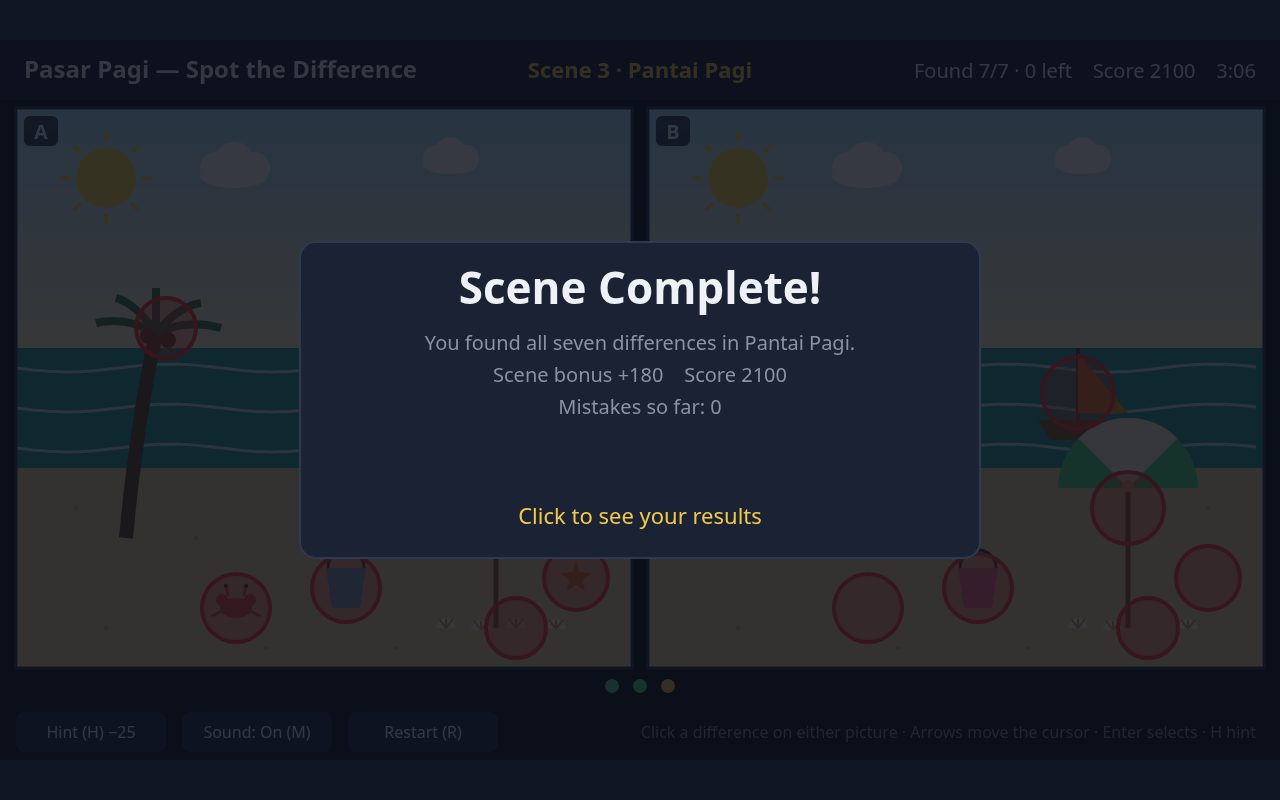 Pasar Pagi — Spot the Difference
Scene 3 · Pantai Pagi
Found 7/7 · 0 left Score 2100 3:06
A
B
Scene Complete!
You found all seven differences in Pantai Pagi.
Scene bonus +180 Score 2100
Mistakes so far: 0
Click to see your results
Hint (H) −25
Sound: On (M)
Restart (R)
Click a difference on either picture · Arrows move the cursor · Enter selects · H hint